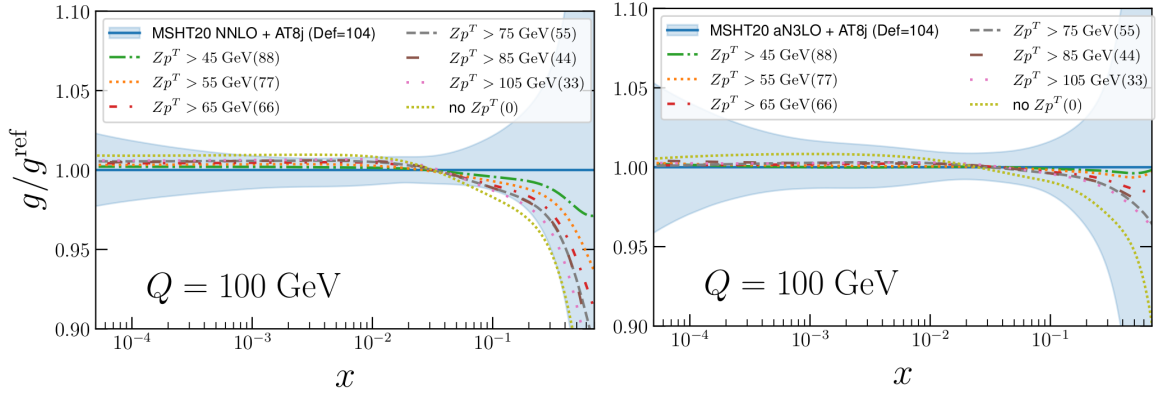 MSHT20 NNLO + AT8j (Def=104)
Zp^T > 45 GeV(88)
Zp^T > 55 GeV(77)
Zp^T > 65 GeV(66)
Zp^T > 75 GeV(55)
Zp^T > 85 GeV(44)
Zp^T > 105 GeV(33)
no Zp^T(0)
1.10
1.05
1.00
0.95
0.90
g/g^ref
Q = 100 GeV
10^−4
10^−3
10^−2
10^−1
x
MSHT20 aN3LO + AT8j (Def=104)
Zp^T > 45 GeV(88)
Zp^T > 55 GeV(77)
Zp^T > 65 GeV(66)
Zp^T > 75 GeV(55)
Zp^T > 85 GeV(44)
Zp^T > 105 GeV(33)
no Zp^T(0)
1.10
1.05
1.00
0.95
0.90
Q = 100 GeV
10^−4
10^−3
10^−2
10^−1
x